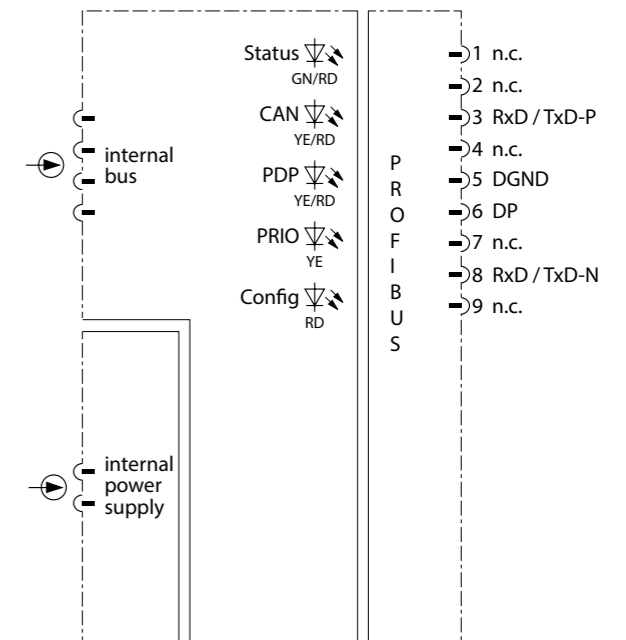 Status
GN/RD
CAN
YE/RD
PDP
YE/RD
PRIO
YE
Config
RD
internal
bus
internal
power
supply
P
R
O
F
I
B
U
S
1 n.c.
2 n.c.
3 RxD / TxD-P
4 n.c.
5 DGND
6 DP
7 n.c.
8 RxD / TxD-N
9 n.c.